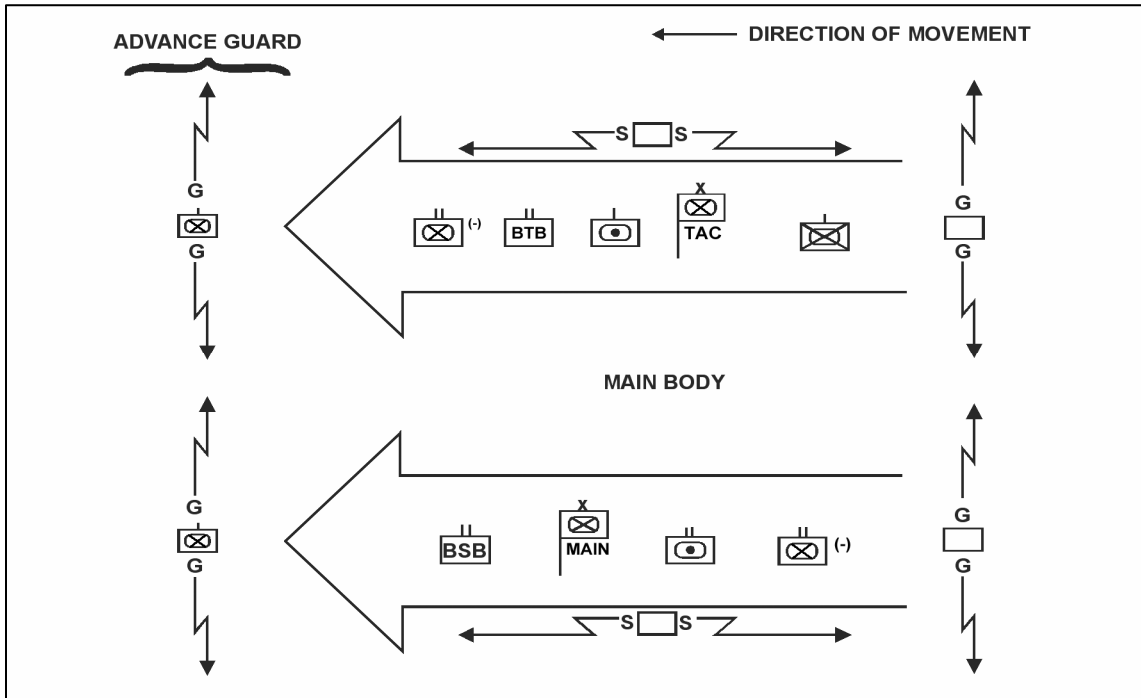 ADVANCE GUARD
DIRECTION OF MOVEMENT
S S
G G
X
(-)
BTB
TAC
G G
MAIN BODY
G G
X
BSB
MAIN
(-)
G G
S S